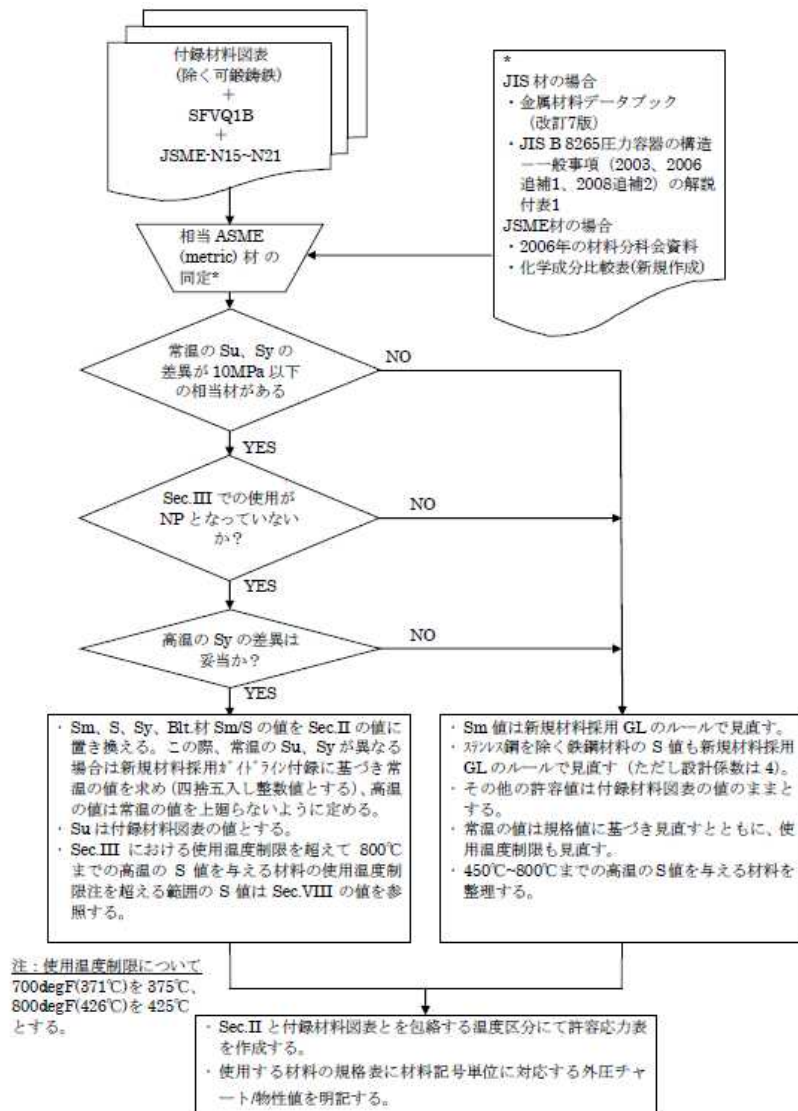 付録材料図表
(除く可鍛鋳鉄)
+
SFVQ1B
+
JSME-N15~N21
*
JIS 材の場合
・金属材料データブック
（改訂7版）
・JIS B 8265圧力容器の構造
－一般事項（2003、2006
追補1、2008追補2）の解説
付表1
JSME材の場合
・2006年の材料分科会資料
・化学成分比較表(新規作成)
相当 ASME
(metric) 材 の
同定*
常温の Su、Sy の
差異が 10MPa 以下
の相当材がある
NO
YES
Sec.III での使用が
NP となっていない
か？
NO
YES
高温の Sy の差異は
妥当か？
NO
YES
・ Sm、S、Sy、Blt.材 Sm/S の値を Sec.II の値に
置き換える。この際、常温の Su、Sy が異なる
場合は新規材料採用ｶﾞｲﾄﾞﾗｲﾝ付録に基づき常
温の値を求め（四捨五入し整数値とする）、高温
の値は常温の値を上廻らないように定める。
・ Su は付録材料図表の値とする。
・ Sec.III における使用温度制限を超えて 800℃
までの高温の S 値を与える材料の使用温度制
限注を超える範囲の S 値は Sec.VIII の値を参
照する。
・ Sm 値は新規材料採用 GL のルールで見直す。
・ ｽﾃﾝﾚｽ鋼を除く鉄鋼材料の S 値も新規材料採用
GL のルールで見直す（ただし設計係数は 4）。
・ その他の許容値は付録材料図表の値のままと
する。
・ 常温の値は規格値に基づき見直すとともに、使
用温度制限も見直す。
・ 450℃~800℃までの高温のS値を与える材料を
整理する。
注：使用温度制限について
700degF(371℃)を 375℃、
800degF(426℃)を 425℃
とする。
・ Sec.II と付録材料図表とを包絡する温度区分にて許容応力表
を作成する。
・ 使用する材料の規格表に材料記号単位に対応する外圧チャ
ート/物性値を明記する。